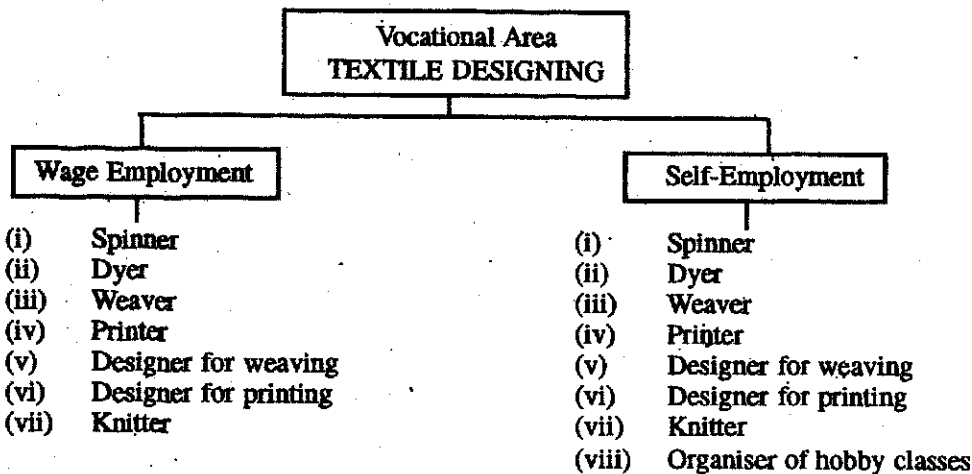 Vocational Area
TEXTILE DESIGNING
Wage Employment
(i) Spinner
(ii) Dyer
(iii) Weaver
(iv) Printer
(v) Designer for weaving
(vi) Designer for printing
(vii) Knitter
Self-Employment
(i) Spinner
(ii) Dyer
(iii) Weaver
(iv) Printer
(v) Designer for weaving
(vi) Designer for printing
(vii) Knitter
(viii) Organiser of hobby classes